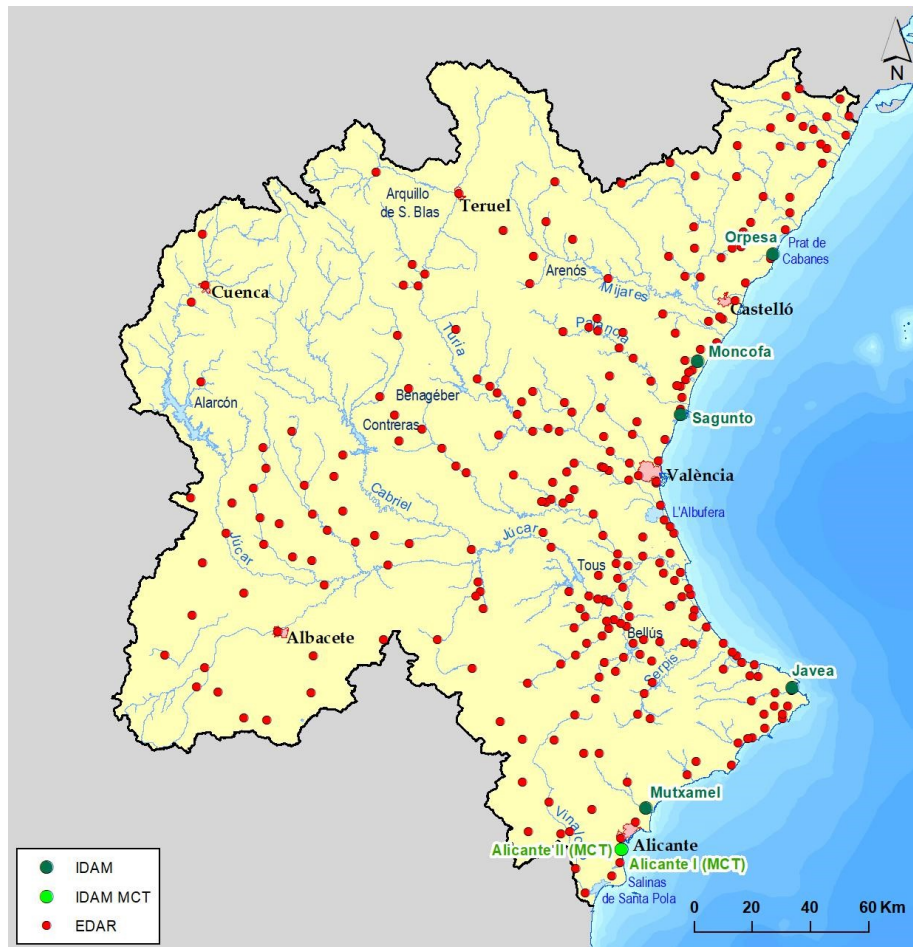 N
Teruel
Arquillo
de S. Blas
Orpesa
Prat de
Cabanes
Arenós
Cuenca
Mijares
Castelló
Palancia
Turia
Moncofa
Benagéber
Alarcón
Contreras
Sagunto
València
Cabriel
L'Albufera
Júcar
Júcar
Tous
Albacete
Bellús
Serpis
Javea
Mutxamel
Alicante
Alicante II (MCT)
Alicante I (MCT)
Salinas
de Santa Pola
IDAM
IDAM MCT
EDAR
0 20 40 60 Km